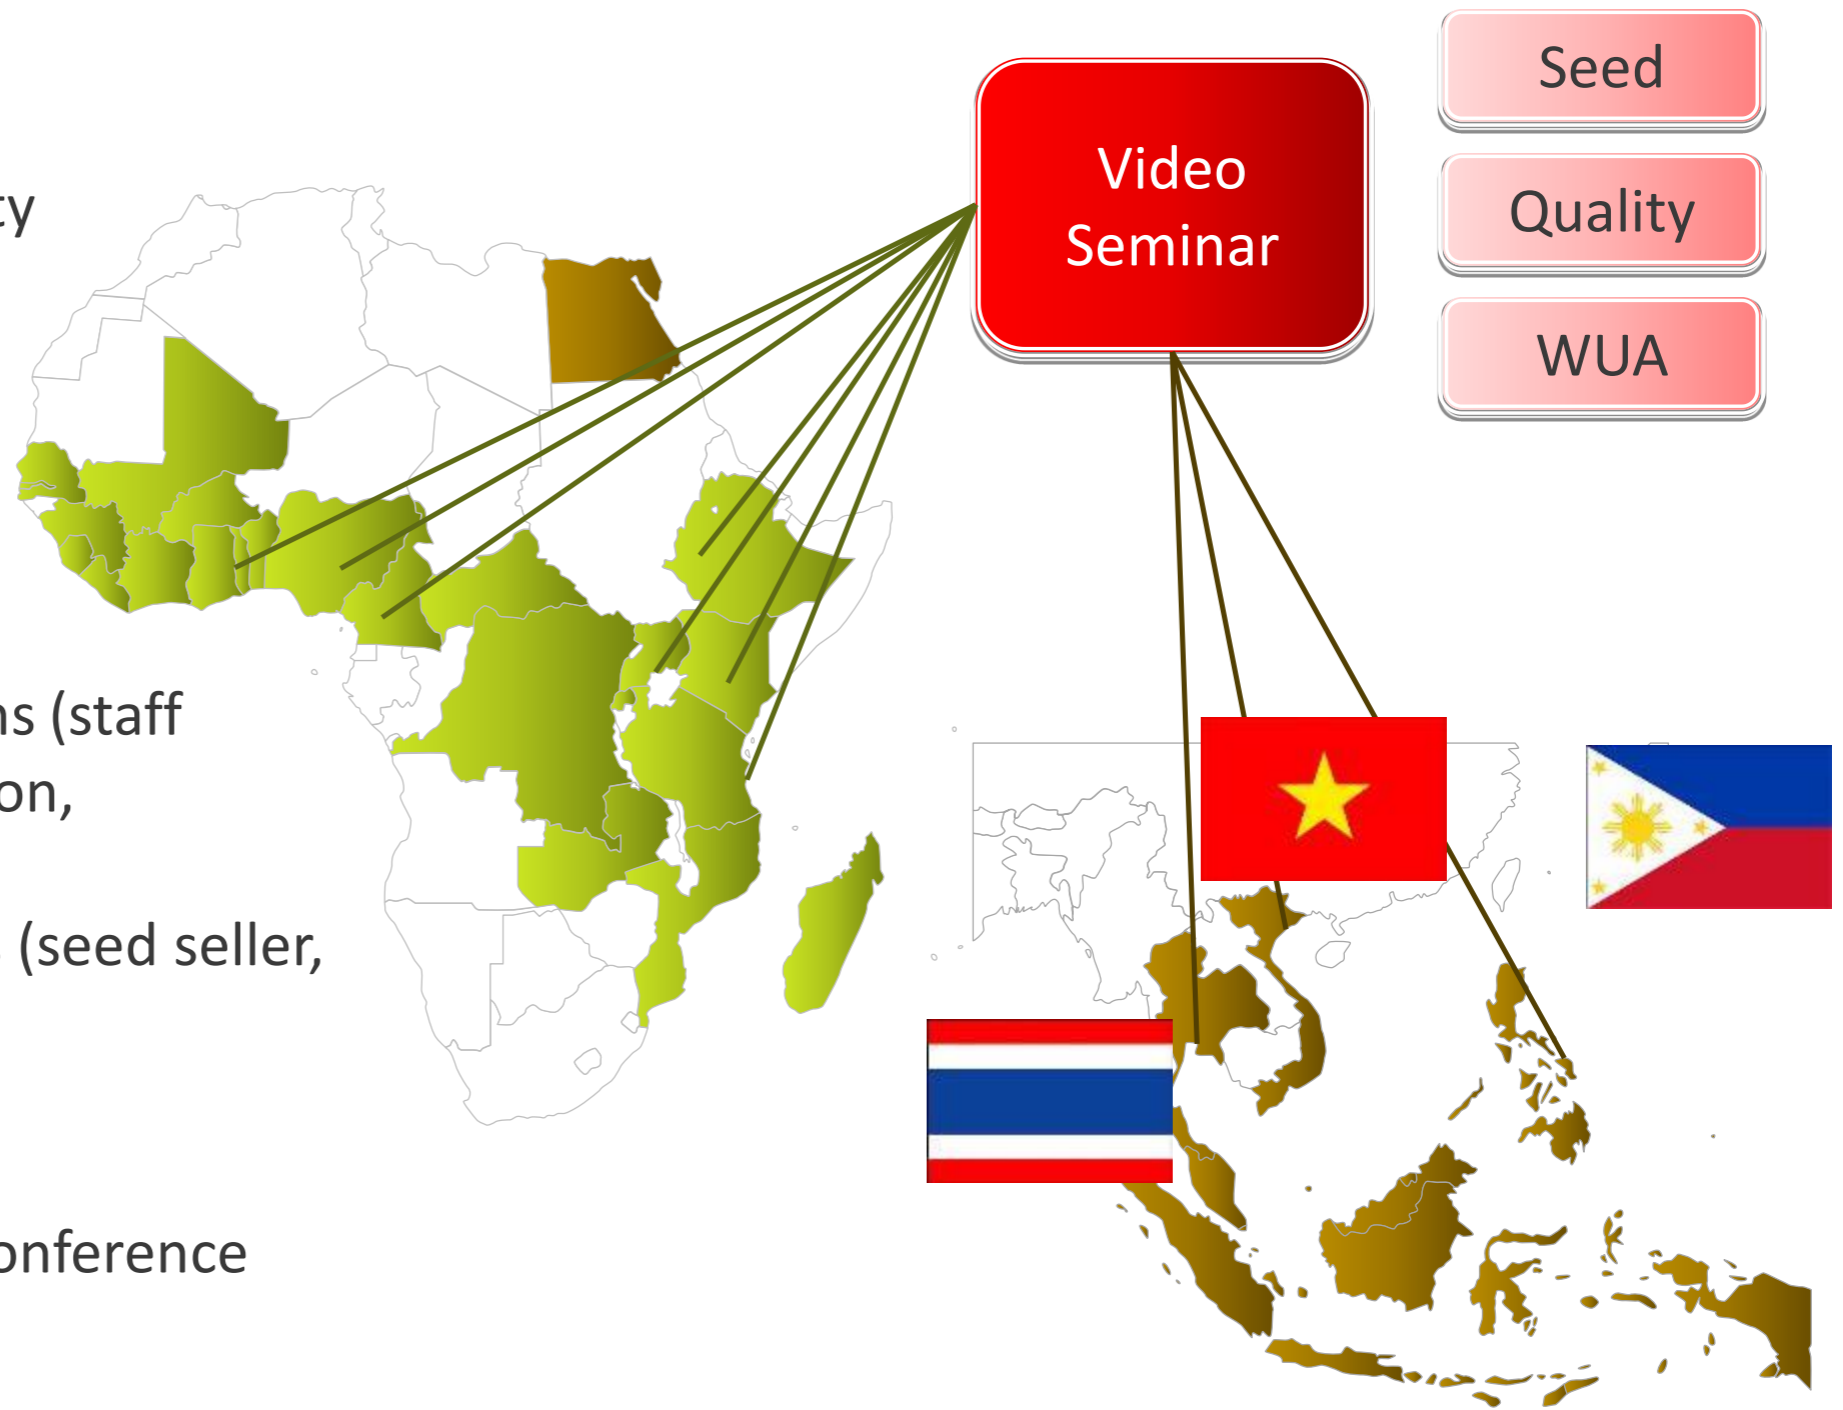 Seed
Video
Seminar
Quality
ty
WUA
ns (staff
on,
s (seed seller,
onference